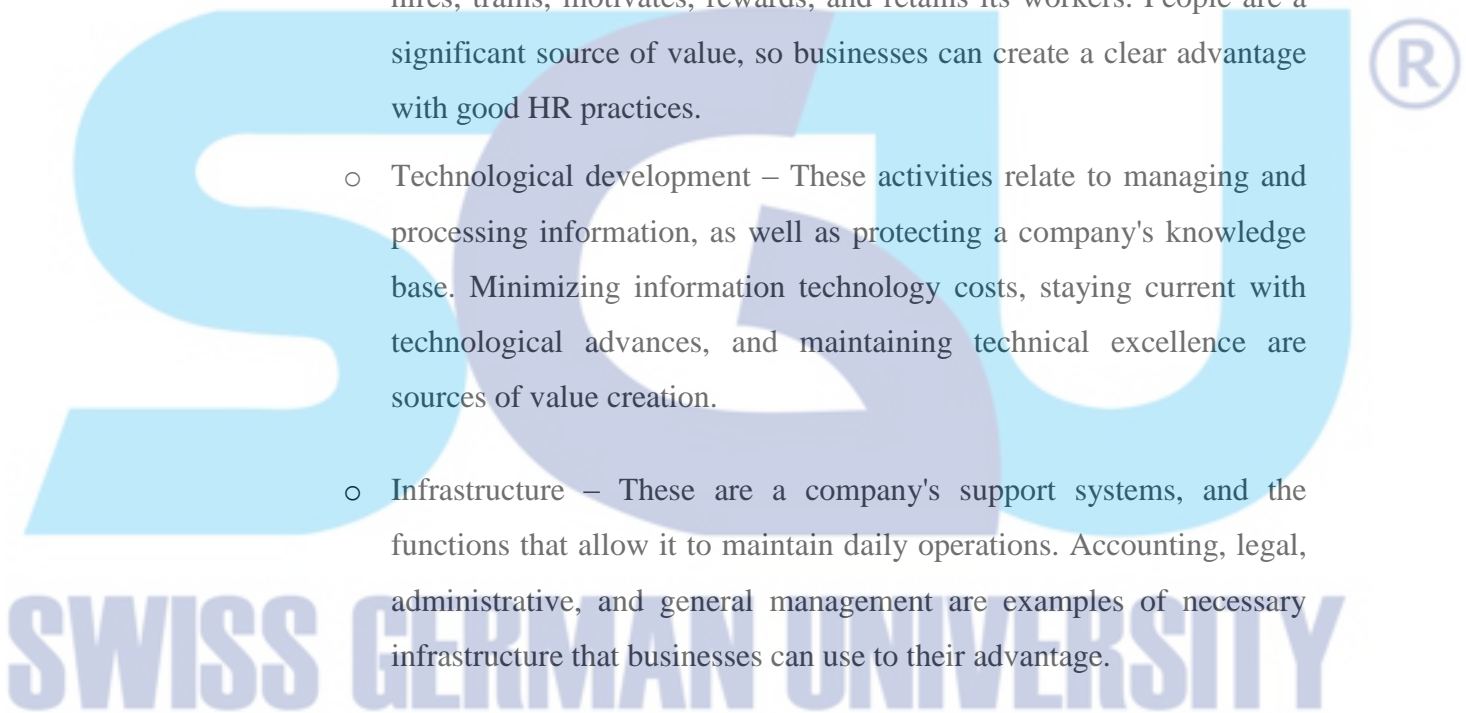 hires, trains, motivates, rewards, and retains its workers. People are a
significant source of value, so businesses can create a clear advantage
with good HR practices.
o Technological development – These activities relate to managing and
processing information, as well as protecting a company's knowledge
base. Minimizing information technology costs, staying current with
technological advances, and maintaining technical excellence are
sources of value creation.
o Infrastructure – These are a company's support systems, and the
functions that allow it to maintain daily operations. Accounting, legal,
administrative, and general management are examples of necessary
infrastructure that businesses can use to their advantage.
SGU ®
SWISS GERMAN UNIVERSITY